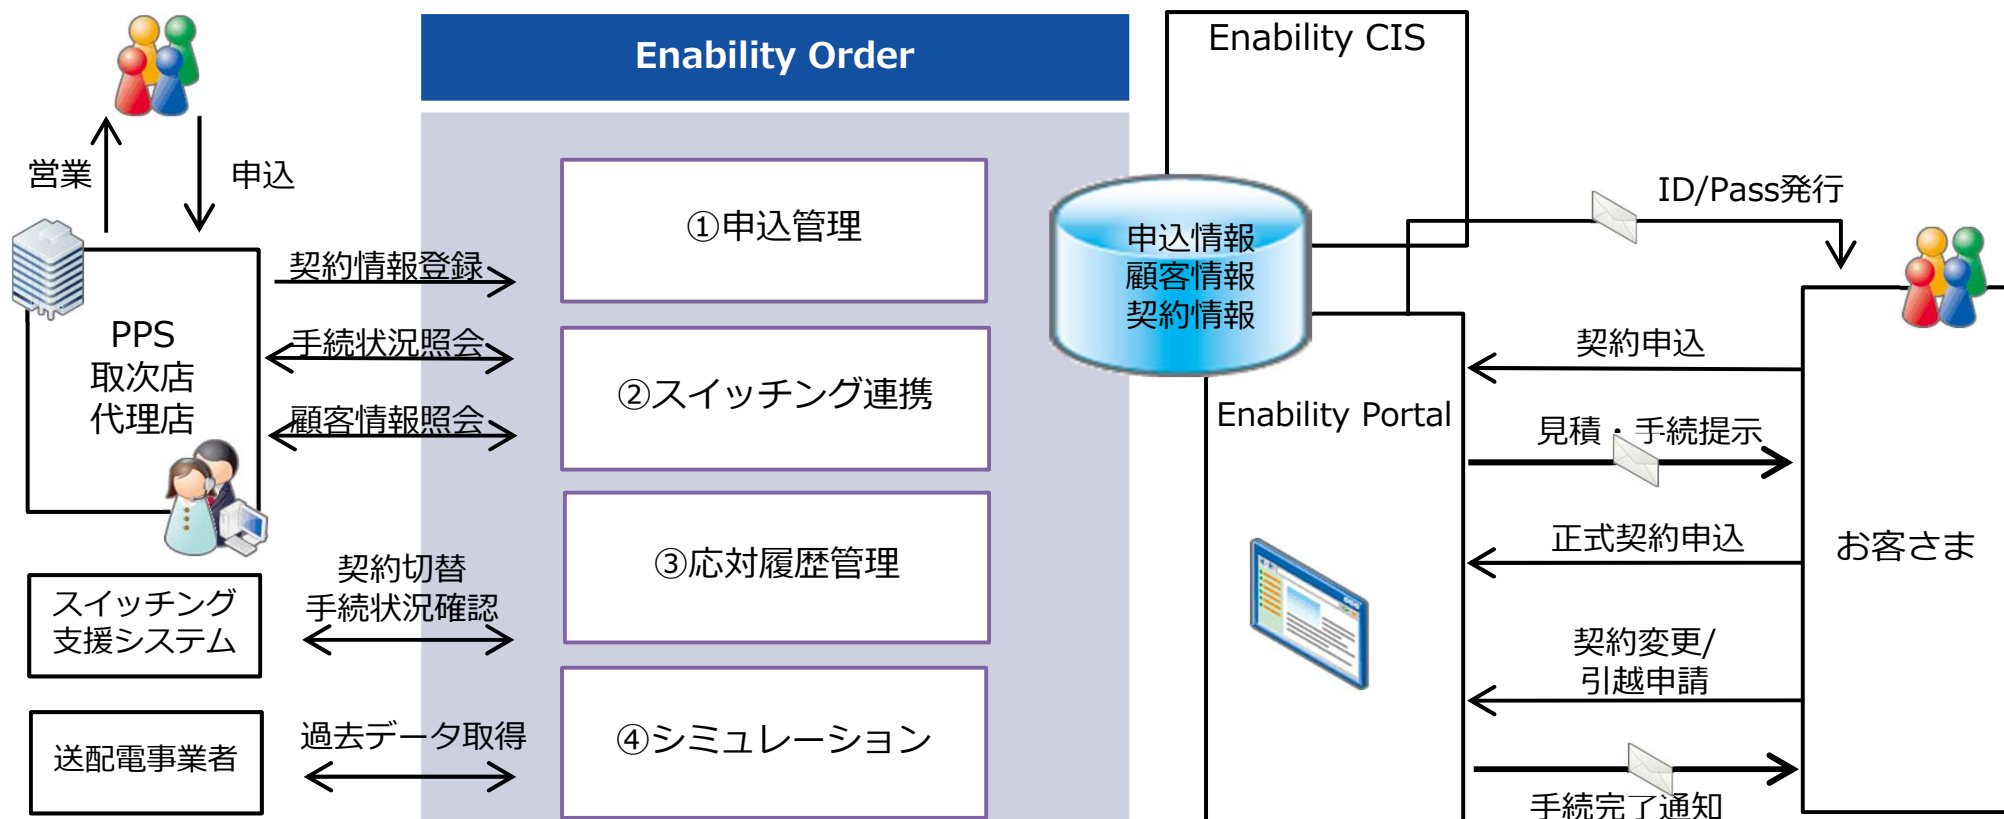 Enability Order
Enability CIS
営業
申込
ID/Pass発行
①申込管理
申込情報
顧客情報
契約情報
契約情報登録
手続状況照会
顧客情報照会
PPS
取次店
代理店
②スイッチング連携
Enability Portal
契約申込
見積・手続提示
正式契約申込
お客さま
③応対履歴管理
契約切替
手続状況確認
スイッチング
支援システム
契約変更/
引越申請
④シミュレーション
過去データ取得
送配電事業者
手続完了通知